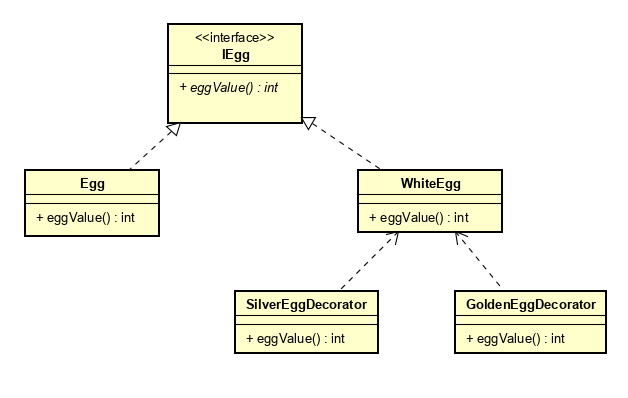 <<interface>>
IEgg
+ eggValue() : int
Egg
+ eggValue() : int
WhiteEgg
+ eggValue() : int
SilverEggDecorator
+ eggValue() : int
GoldenEggDecorator
+ eggValue() : int